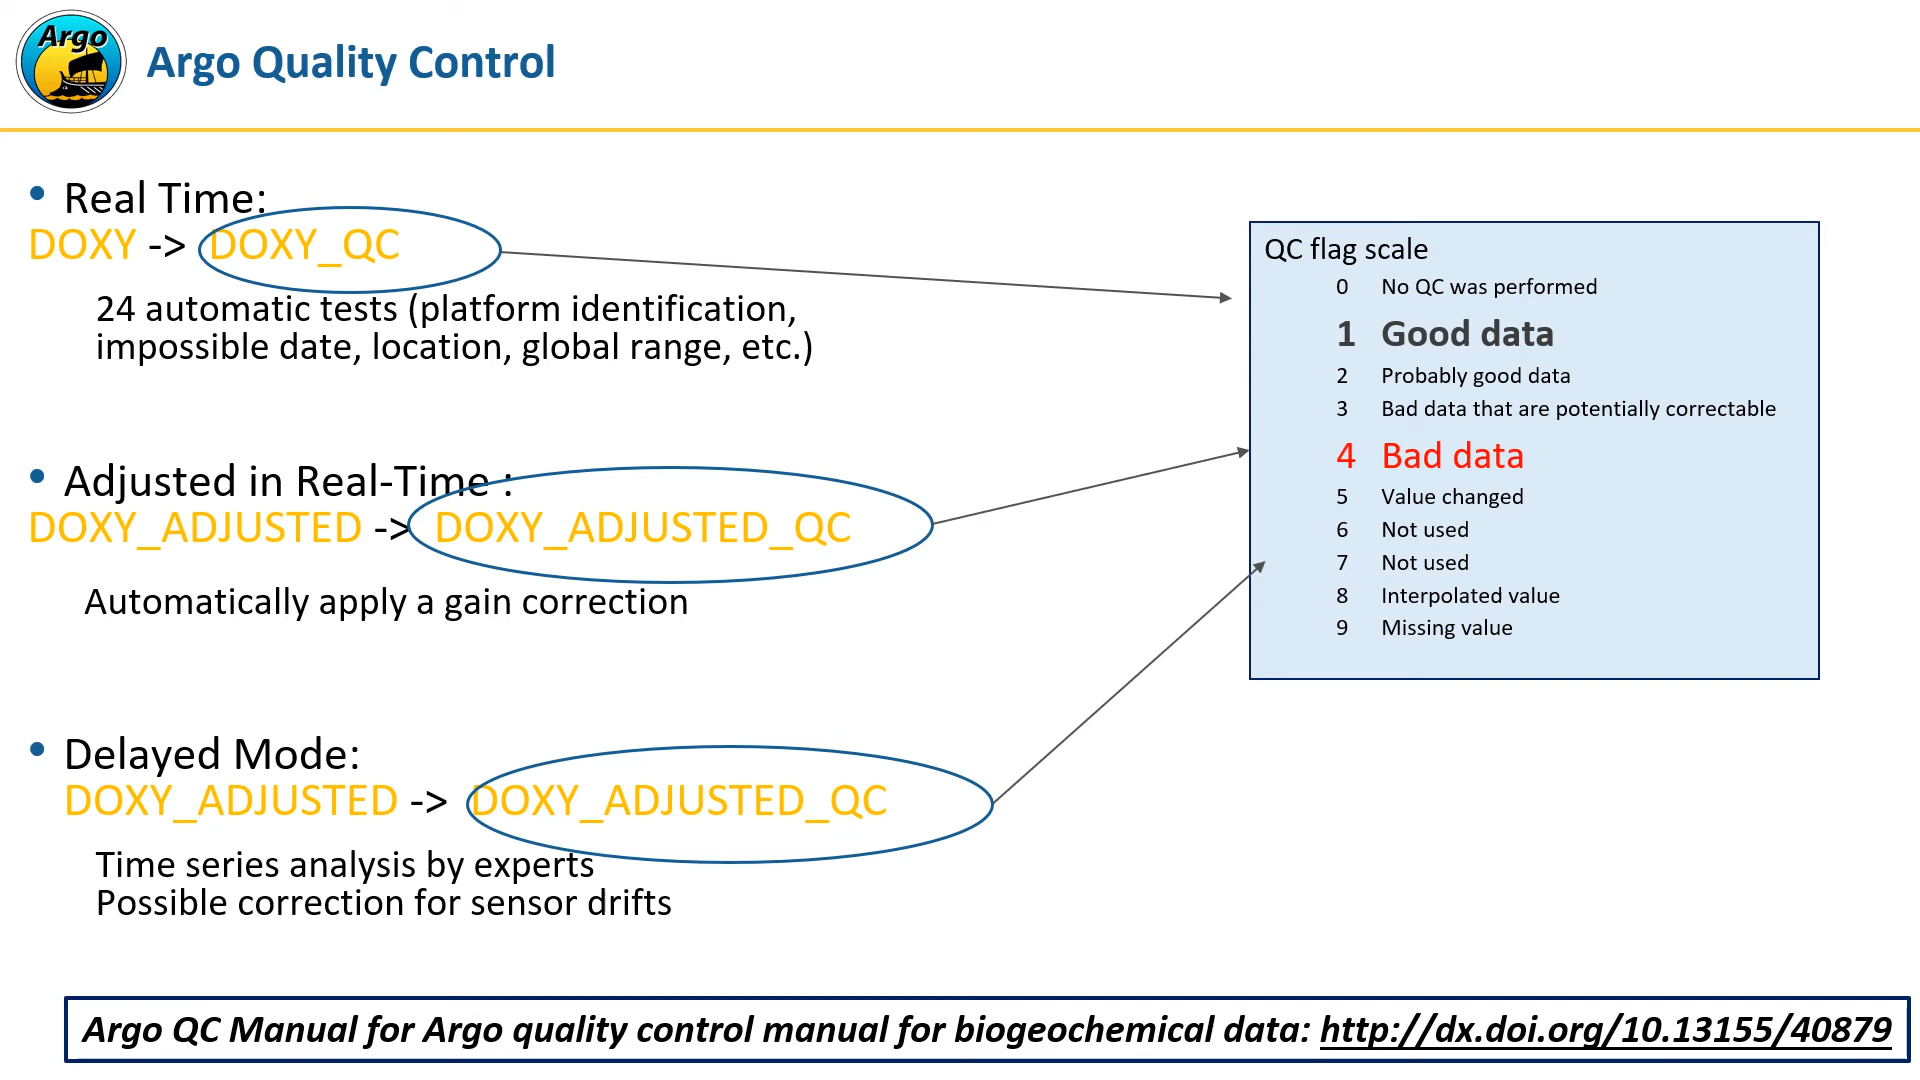 Argo
Argo Quality Control
• Real Time:
DOXY -> DOXY_QC
24 automatic tests (platform identification,
impossible date, location, global range, etc.)
• Adjusted in Real-Time :
DOXY_ADJUSTED -> DOXY_ADJUSTED_QC
Automatically apply a gain correction
• Delayed Mode:
DOXY_ADJUSTED -> DOXY_ADJUSTED_QC
Time series analysis by experts
Possible correction for sensor drifts
QC flag scale
0 No QC was performed
1 Good data
2 Probably good data
3 Bad data that are potentially correctable
4 Bad data
5 Value changed
6 Not used
7 Not used
8 Interpolated value
9 Missing value
Argo QC Manual for Argo quality control manual for biogeochemical data: http://dx.doi.org/10.13155/40879